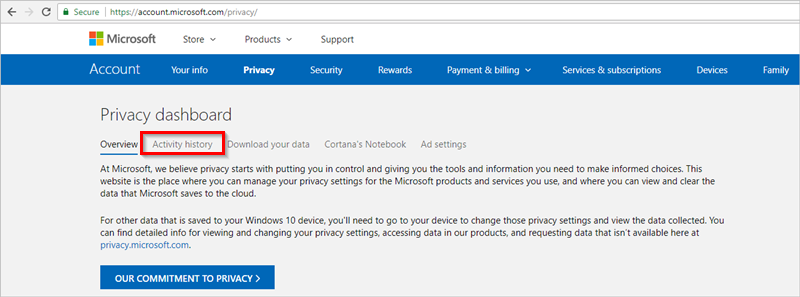 Secure https://account.microsoft.com/privacy/
Microsoft Store Products Support
Account Your info Privacy Security Rewards Payment & billing Services & subscriptions Devices Family
Privacy dashboard
Overview Activity history Download your data Cortana's Notebook Ad settings
At Microsoft, we believe privacy starts with putting you in control and giving you the tools and information you need to make informed choices. This
website is the place where you can manage your privacy settings for the Microsoft products and services you use, and where you can view and clear the
data that Microsoft saves to the cloud.
For other data that is saved to your Windows 10 device, you'll need to go to your device to change those privacy settings and view the data collected. You
can find detailed info for viewing and changing your privacy settings, accessing data in our products, and requesting data that isn't available here at
privacy.microsoft.com.
OUR COMMITMENT TO PRIVACY >